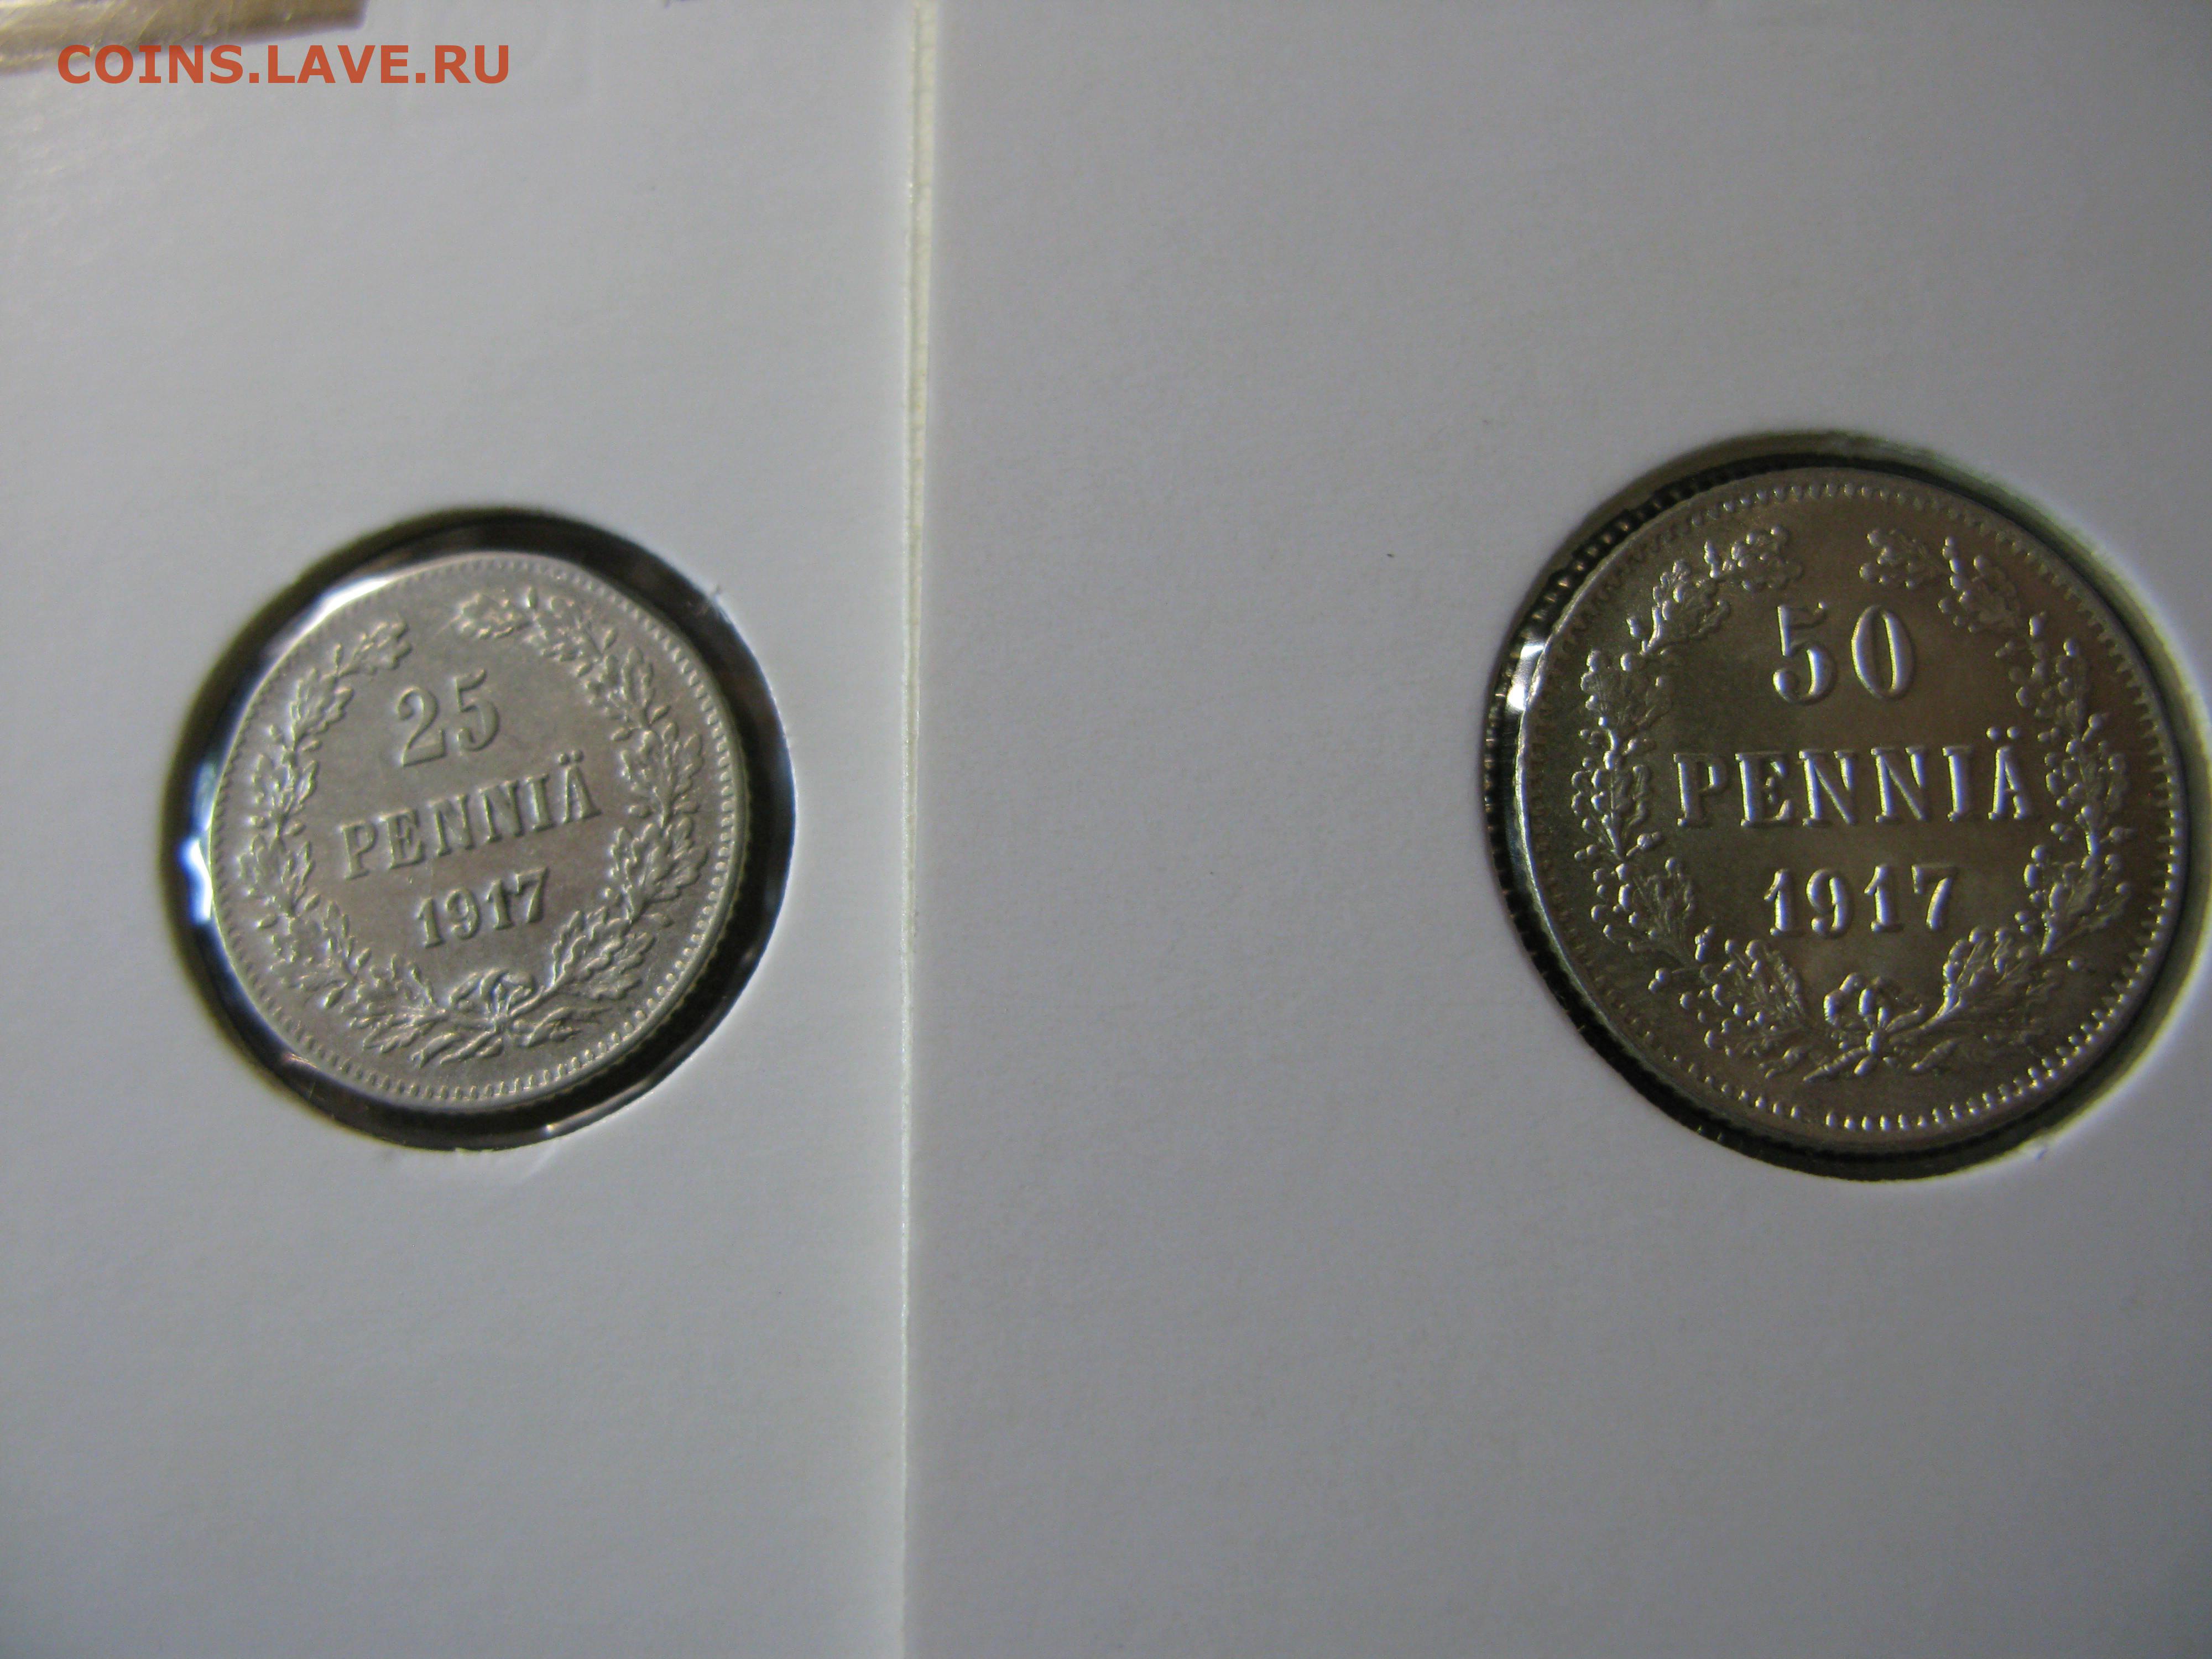 COINS.LAVE.RU
25
PENNIÄ
1917
50
PENNIÄ
1917